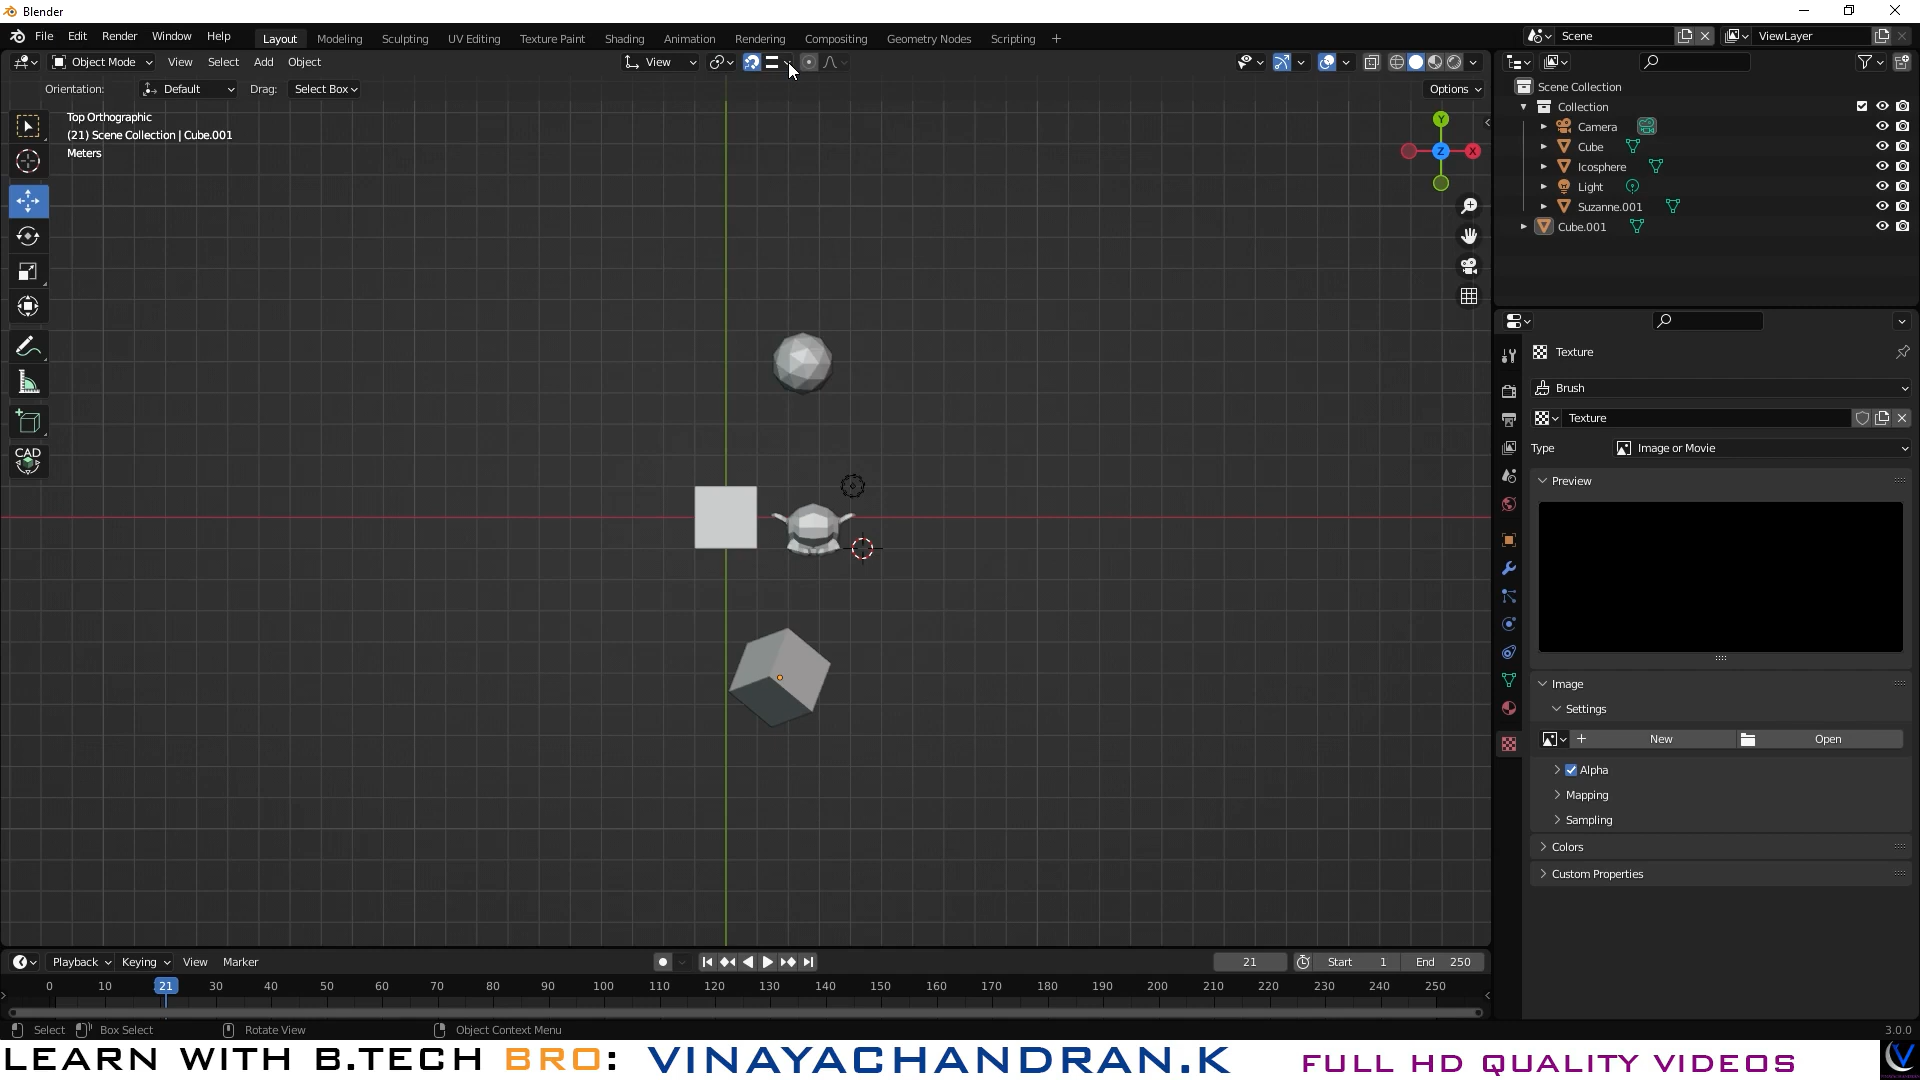 Blender
File Edit Render Window Help Layout Modeling Sculpting UV Editing Texture Paint Shading Animation Rendering Compositing Geometry Nodes Scripting + Scene ViewLayer
Object Mode View Select Add Object View
Orientation: Default Drag: Select Box Options
Top Orthographic
(21) Scene Collection | Cube.001
Meters
Y
Z
X
CAD
Scene Collection
Collection
Camera
Cube
Icosphere
Light
Suzanne.001
Cube.001
Texture
Brush
Texture
Type Image or Movie
Preview
Image
Settings
New Open
Alpha
Mapping
Sampling
Colors
Custom Properties
Playback Keying View Marker 21 Start 1 End 250
0 21 30 40 50 60 70 80 90 100 110 120 130 140 150 160 170 180 190 200 210 220 230 240 250
Select Box Select Rotate View Object Context Menu 3.0.0
LEARN WITH B.TECH BRO: VINAYACHANDRAN.K FULL HD QUALITY VIDEOS